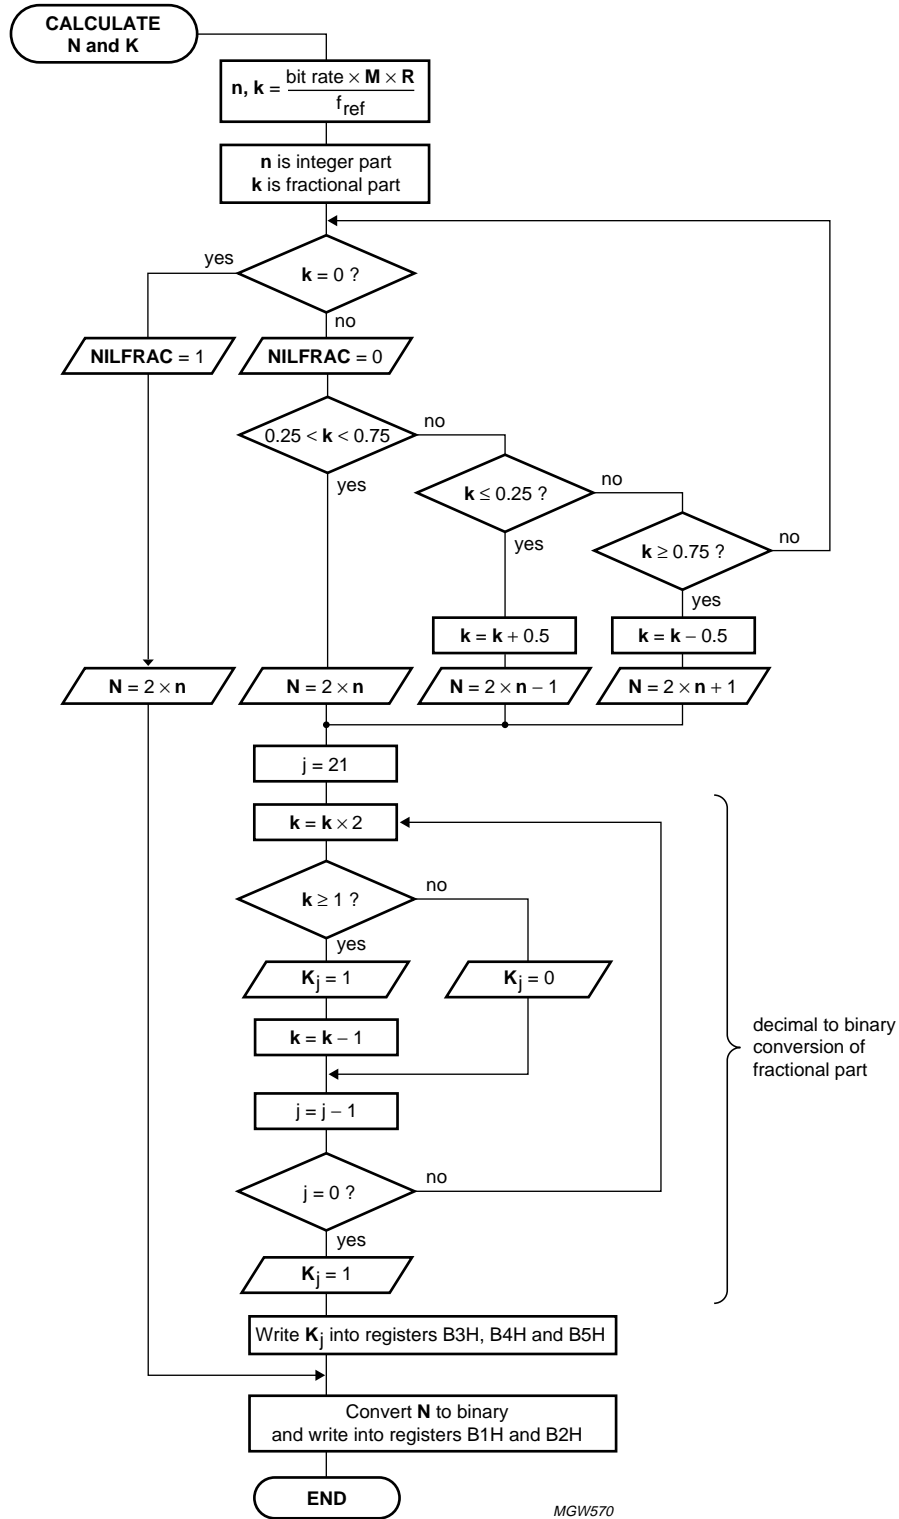 CALCULATE
N and K
n, k = bit rate × M × R
f_ref
n is integer part
k is fractional part
yes
k = 0 ?
no
NILFRAC = 1
NILFRAC = 0
0.25 < k < 0.75
no
yes
k ≤ 0.25 ?
no
yes
k ≥ 0.75 ?
no
yes
k = k + 0.5
k = k − 0.5
N = 2 × n
N = 2 × n
N = 2 × n − 1
N = 2 × n + 1
j = 21
k = k × 2
k ≥ 1 ?
no
yes
K_j = 1
K_j = 0
k = k − 1
j = j − 1
j = 0 ?
no
yes
K_j = 1
decimal to binary
conversion of
fractional part
Write K_j into registers B3H, B4H and B5H
Convert N to binary
and write into registers B1H and B2H
END
MGW570